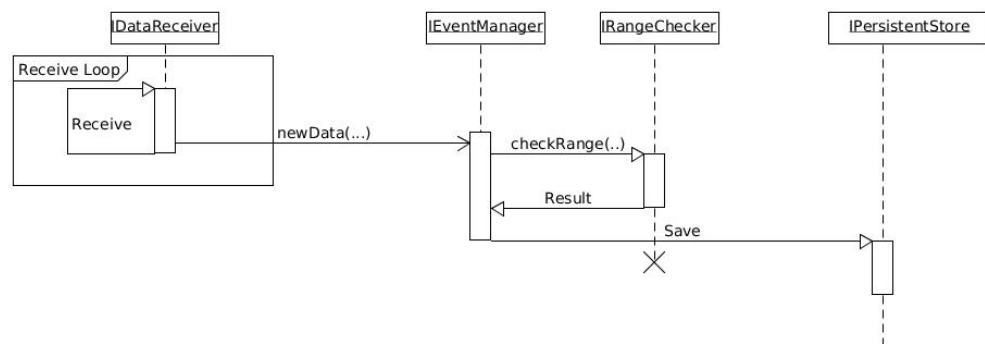 IDataReceiver
IEventManager
IRangeChecker
IPersistentStore
Receive Loop
Receive
newData(...)
checkRange(..)
Result
Save